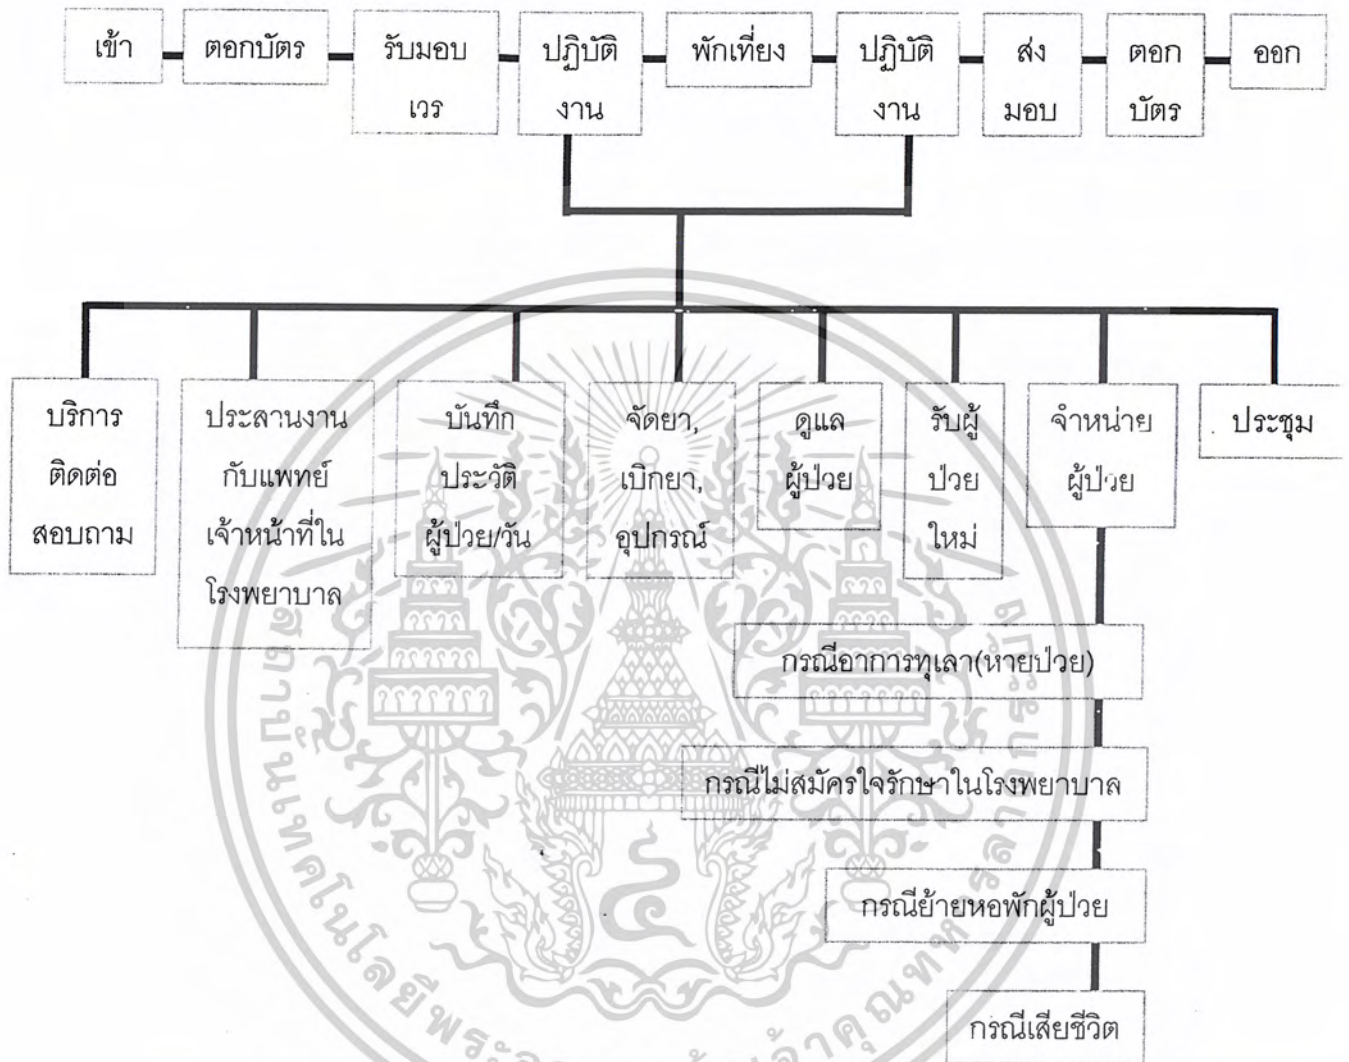 เข้า
ตอกบัตร
รับมอบ
เวร
ปฏิบัติ
งาน
พักเที่ยง
ปฏิบัติ
งาน
ส่ง
มอบ
ตอก
บัตร
ออก
บริการ
ติดต่อ
สอบถาม
ประสานงาน
กับแพทย์
เจ้าหน้าที่ใน
โรงพยาบาล
บันทึก
ประวัติ
ผู้ป่วย/วัน
จัดยา,
เบิกยา,
อุปกรณ์
ดูแล
ผู้ป่วย
รับผู้
ป่วย
ใหม่
จำหน่าย
ผู้ป่วย
ประชุม
กรณีอาการทุเลา(หายป่วย)
กรณีไม่สมัครใจรักษาในโรงพยาบาล
กรณีย้ายหอพักผู้ป่วย
กรณีเสียชีวิต